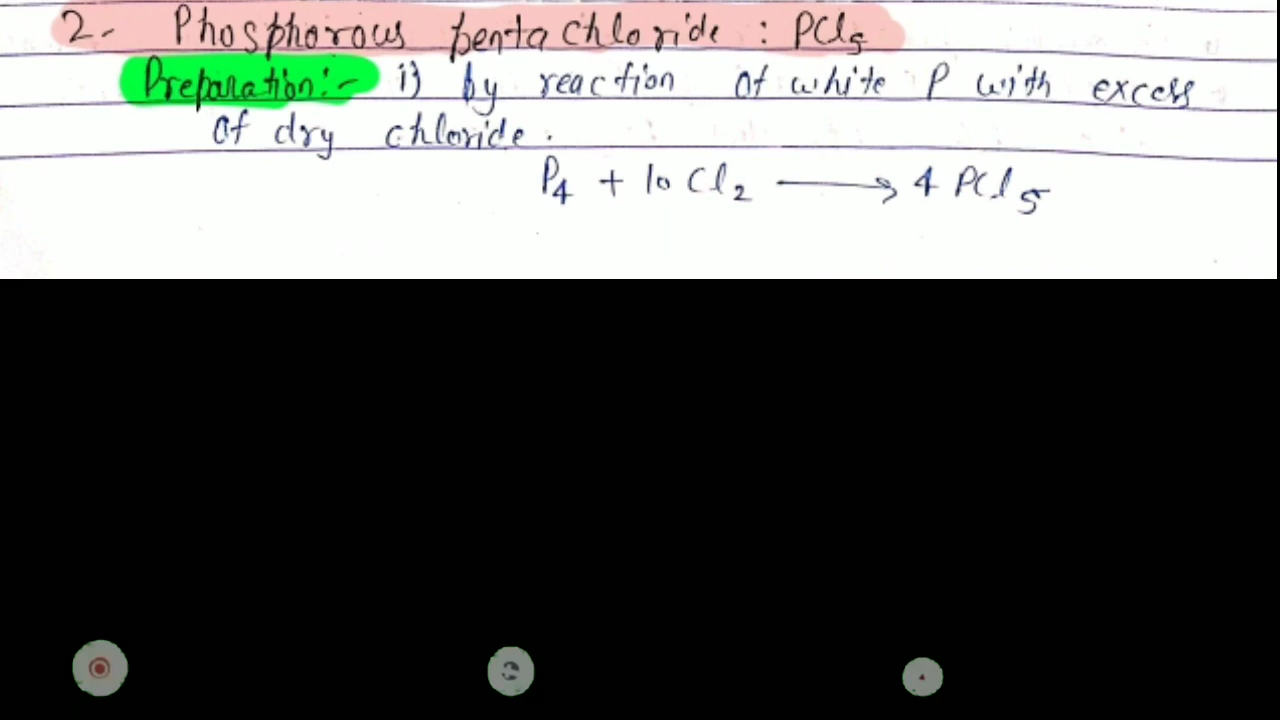 2. Phosphorous pentachloride : PCl5
Preparation:- i) by reaction of white P with excess
of dry chloride.
P4 + 10 Cl2 ⟶ 4 PCl5